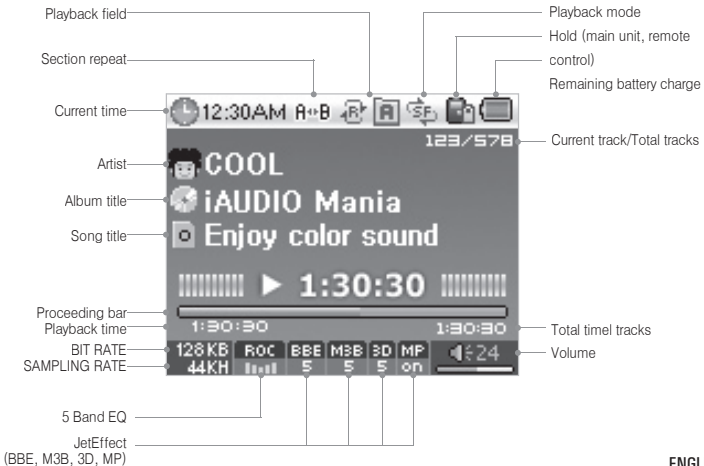 Playback field
Playback mode
Hold (main unit, remote
control)
Section repeat
Remaining battery charge
Current time
12:30AM A↔B R A SF
123/578
Current track/Total tracks
Artist
COOL
Album title
iAUDIO Mania
Song title
Enjoy color sound
1:30:30
Proceeding bar
Playback time
1:30:30
1:30:30
Total timel tracks
BIT RATE
128KB ROC BBE M3B 3D MP
24
Volume
SAMPLING RATE
44KH 5 5 5 on
5 Band EQ
JetEffect
(BBE, M3B, 3D, MP)
ENGL